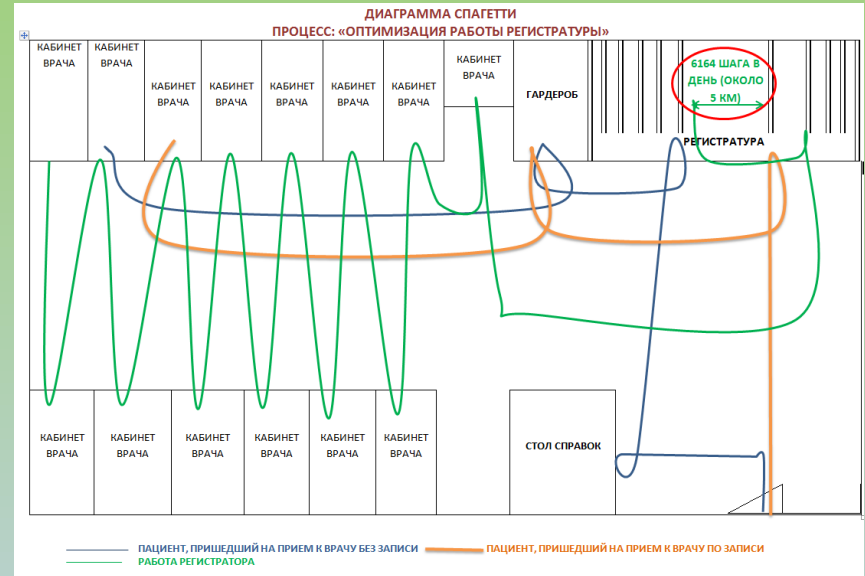 ДИАГРАММА СПАГЕТТИ
ПРОЦЕСС: «ОПТИМИЗАЦИЯ РАБОТЫ РЕГИСТРАТУРЫ»
КАБИНЕТ
ВРАЧА
КАБИНЕТ
ВРАЧА
КАБИНЕТ
ВРАЧА
КАБИНЕТ
ВРАЧА
КАБИНЕТ
ВРАЧА
КАБИНЕТ
ВРАЧА
КАБИНЕТ
ВРАЧА
КАБИНЕТ
ВРАЧА
ГАРДЕРОБ
6164 ШАГА В
ДЕНЬ (ОКОЛО
5 КМ)
РЕГИСТРАТУРА
КАБИНЕТ
ВРАЧА
КАБИНЕТ
ВРАЧА
КАБИНЕТ
ВРАЧА
КАБИНЕТ
ВРАЧА
КАБИНЕТ
ВРАЧА
КАБИНЕТ
ВРАЧА
СТОЛ СПРАВОК
ПАЦИЕНТ, ПРИШЕДШИЙ НА ПРИЕМ К ВРАЧУ БЕЗ ЗАПИСИ
ПАЦИЕНТ, ПРИШЕДШИЙ НА ПРИЕМ К ВРАЧУ ПО ЗАПИСИ
РАБОТА РЕГИСТРАТОРА